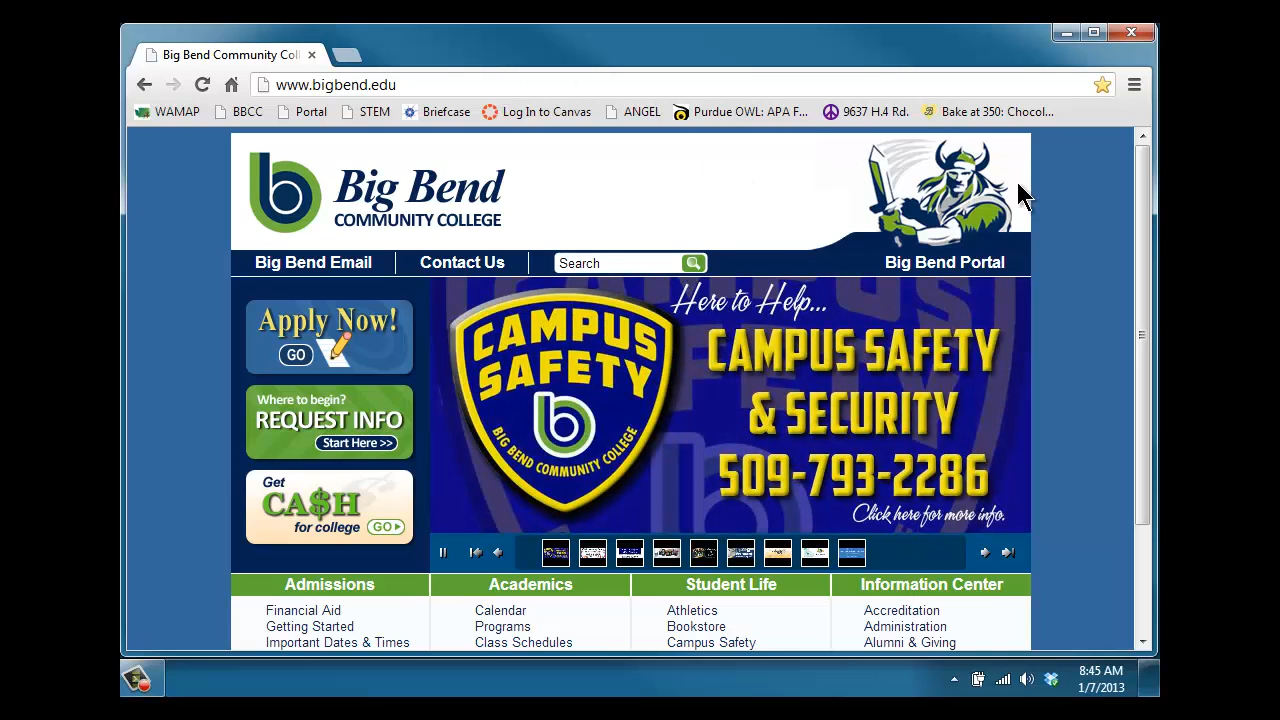 Big Bend Community Coll
www.bigbend.edu
WAMAP BBCC Portal STEM Briefcase Log In to Canvas ANGEL Purdue OWL: APA F... 9637 H.4 Rd. Bake at 350: Chocol...
Big Bend
COMMUNITY COLLEGE
Big Bend Email Contact Us Search Big Bend Portal
Apply Now!
GO
Where to begin?
REQUEST INFO
Start Here >>
Get
CA$H
for college GO
CAMPUS
SAFETY
BIG BEND COMMUNITY COLLEGE
Here to Help...
CAMPUS SAFETY
& SECURITY
509-793-2286
Click here for more info.
Admissions Academics Student Life Information Center
Financial Aid Calendar Athletics Accreditation
Getting Started Programs Bookstore Administration
Important Dates & Times Class Schedules Campus Safety Alumni & Giving
8:45 AM
1/7/2013